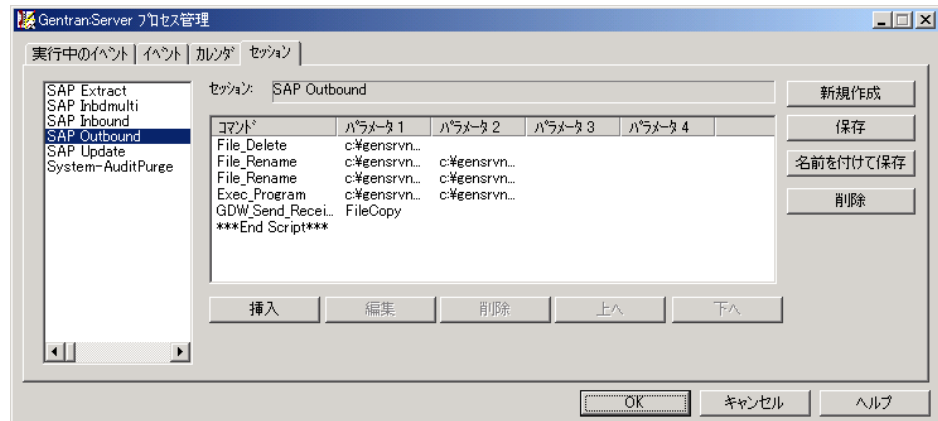 Gentran:Server プロセス管理
実行中のイベント イベント カレンダ セッション
SAP Extract
SAP Inbdmulti
SAP Inbound
SAP Outbound
SAP Update
System-AuditPurge
セッション: SAP Outbound
コマンド パラメータ 1 パラメータ 2 パラメータ 3 パラメータ 4
File_Delete c:¥gensrvn...
File_Rename c:¥gensrvn... c:¥gensrvn...
File_Rename c:¥gensrvn... c:¥gensrvn...
Exec_Program c:¥gensrvn... c:¥gensrvn...
GDW_Send_Recei... FileCopy
***End Script***
新規作成
保存
名前を付けて保存
削除
挿入 編集 削除 上へ 下へ
OK キャンセル ヘルプ